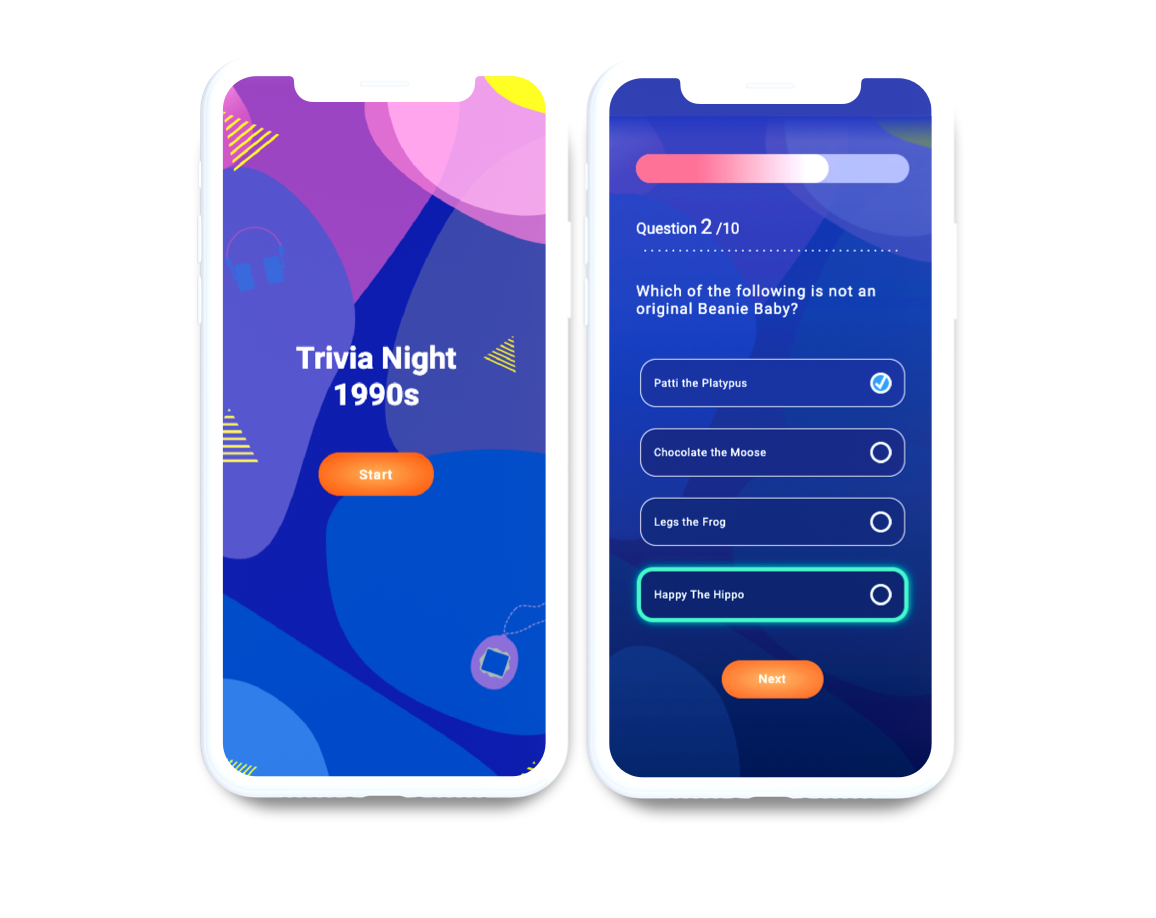 Trivia Night
1990s
Start
Question 2 /10
Which of the following is not an
original Beanie Baby?
Patti the Platypus
Chocolate the Moose
Legs the Frog
Happy The Hippo
Next